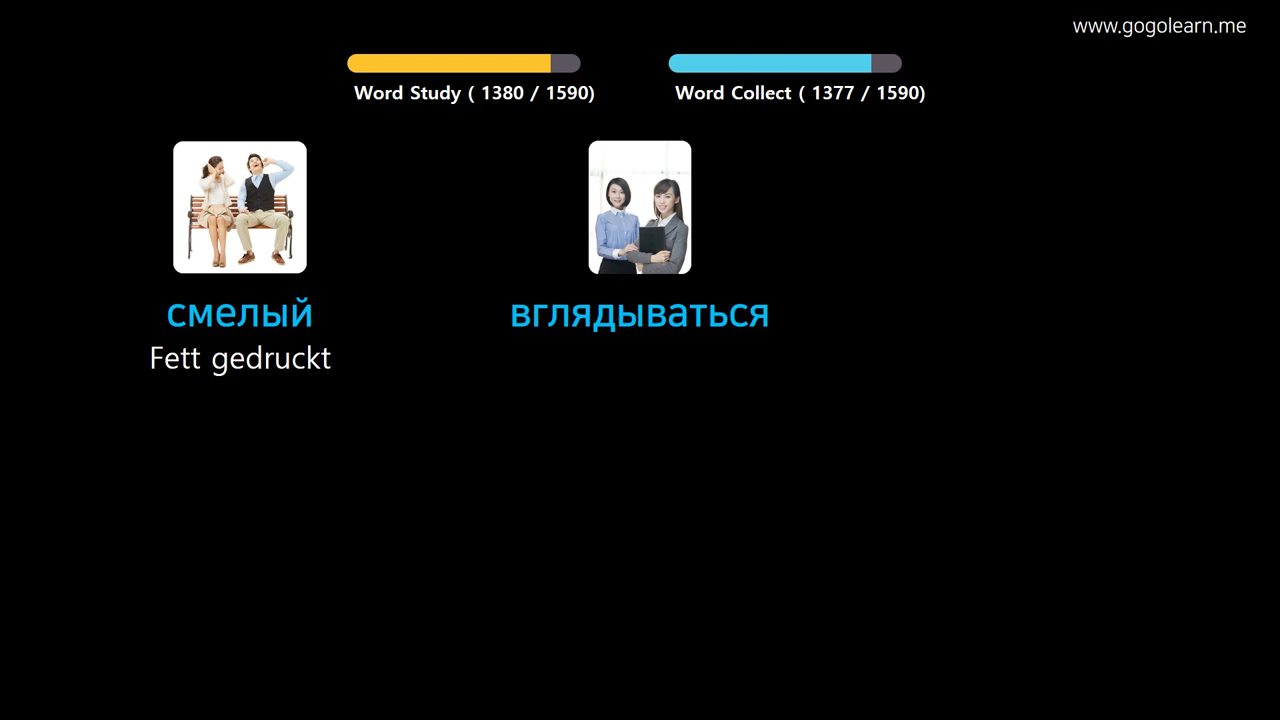 www.gogolearn.me
Word Study ( 1380 / 1590)
Word Collect ( 1377 / 1590)
смелый
Fett gedruckt
вглядываться